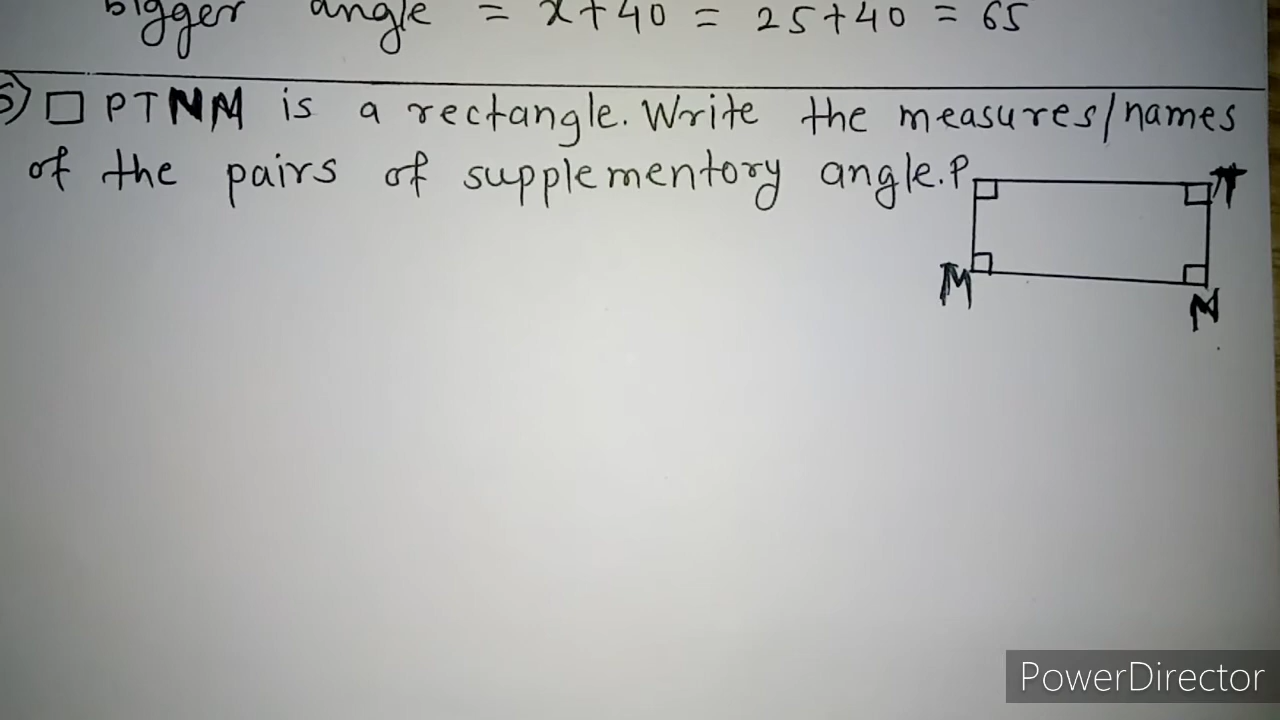 bigger angle = x+40 = 25+40 = 65
5) □ PTNM is a rectangle. Write the measures/names
of the pairs of supplementory angle. P
T
M
N
PowerDirector